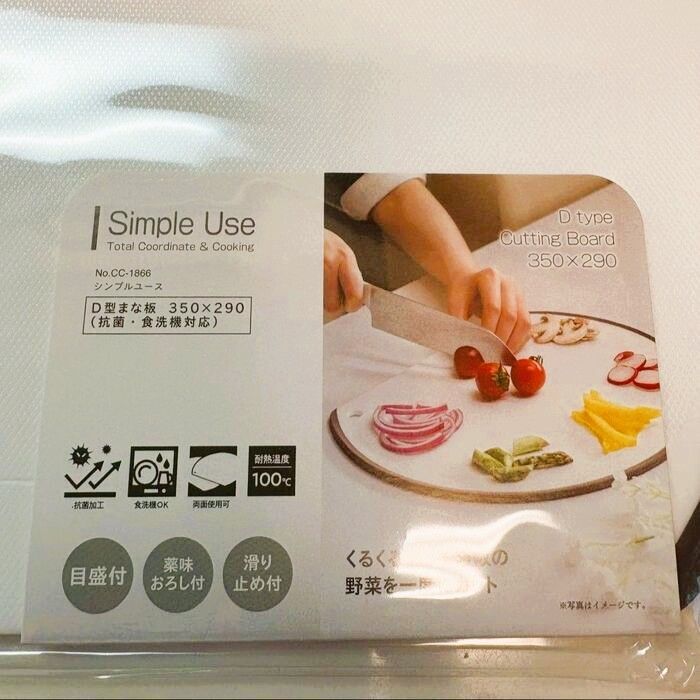 Simple Use
Total Coordinate & Cooking
No.CC-1866
シンプルユース
D型まな板 350×290
(抗菌・食洗機対応)
D type
Cutting Board
350×290
抗菌加工
食洗機OK
両面使用可
耐熱温度
100℃
目盛付
薬味
おろし付
滑り
止め付
くるく
の
野菜を一
ト
※写真はイメージです。